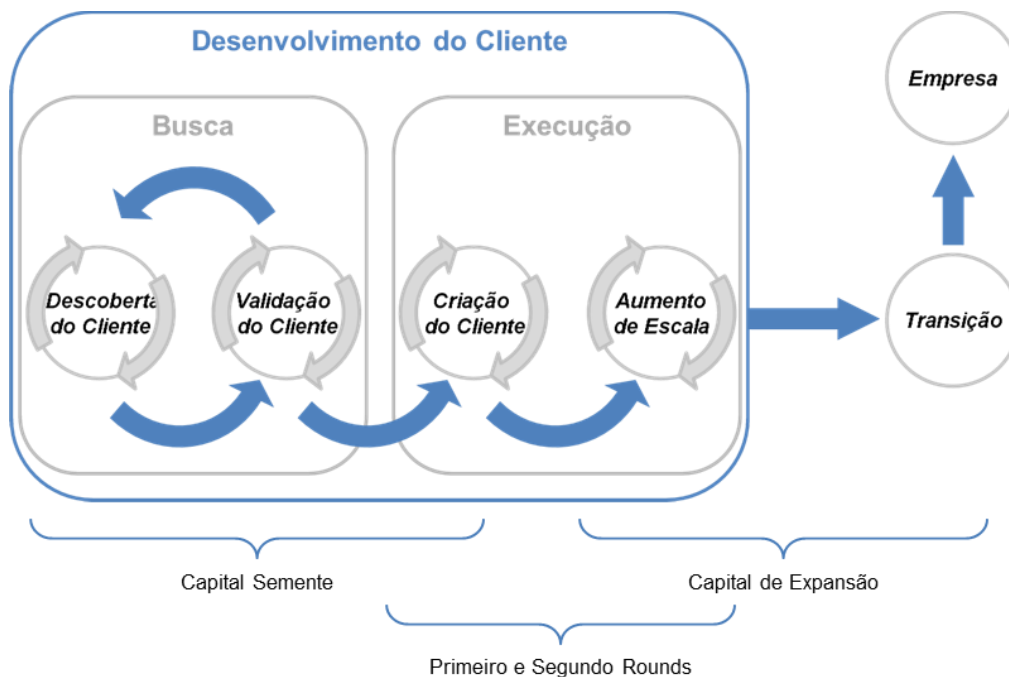 Desenvolvimento do Cliente
Empresa
Busca
Execução
Descoberta
do Cliente
Validação
do Cliente
Criação
do Cliente
Aumento
de Escala
Transição
Capital Semente
Capital de Expansão
Primeiro e Segundo Rounds